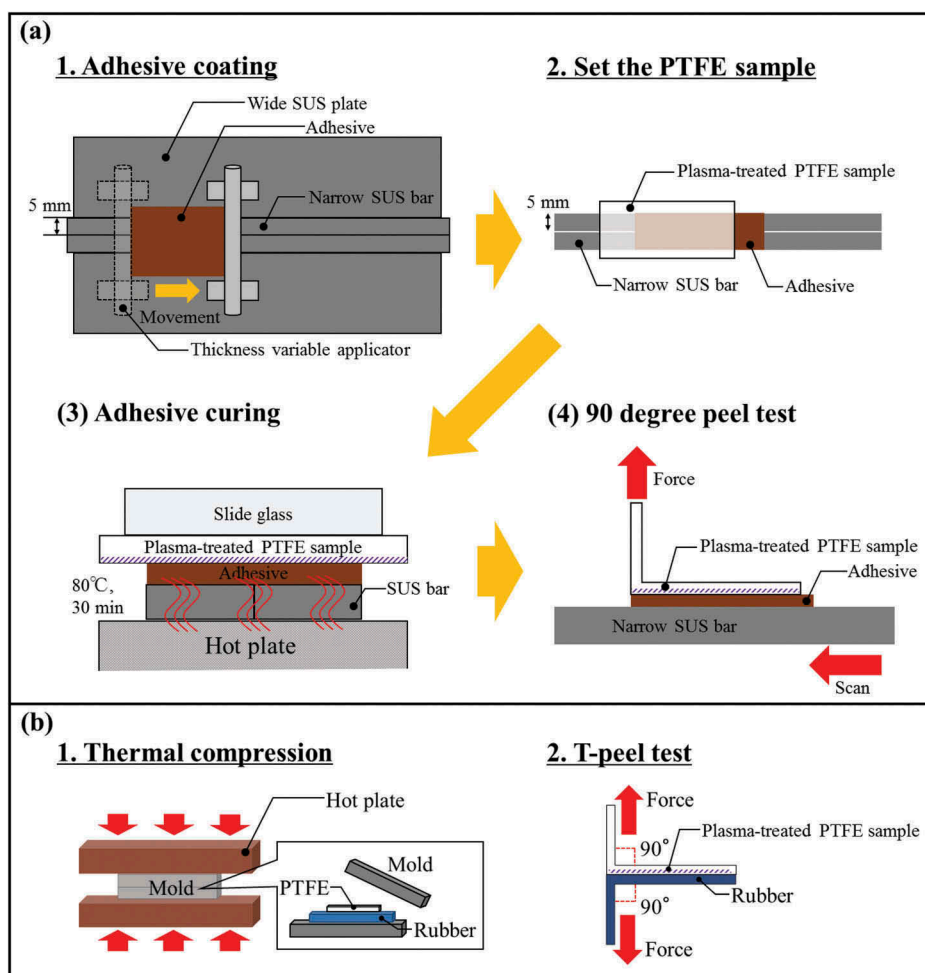 (a)
1. Adhesive coating
Wide SUS plate
Adhesive
5 mm
Narrow SUS bar
Movement
Thickness variable applicator
2. Set the PTFE sample
Plasma-treated PTFE sample
5 mm
Narrow SUS bar
Adhesive
(3) Adhesive curing
Slide glass
Plasma-treated PTFE sample
Adhesive
80℃,
30 min
SUS bar
Hot plate
(4) 90 degree peel test
Force
Plasma-treated PTFE sample
Adhesive
Narrow SUS bar
Scan
(b)
1. Thermal compression
Hot plate
Mold
Mold
PTFE
Rubber
2. T-peel test
Force
Plasma-treated PTFE sample
90°
Rubber
90°
Force